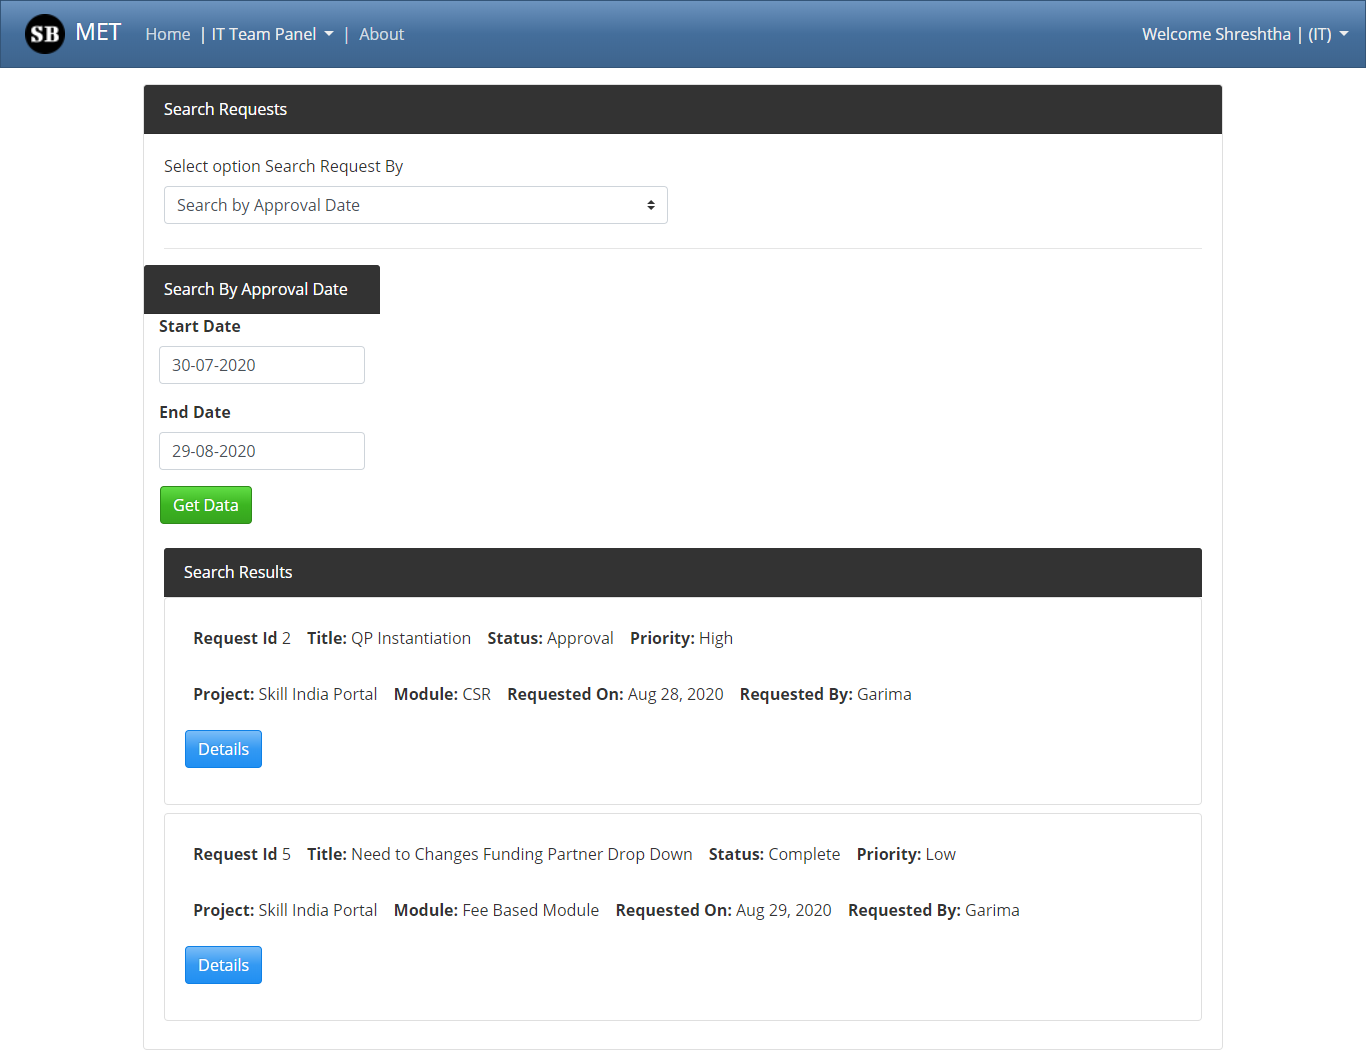 SB MET Home | IT Team Panel | About Welcome Shreshtha | (IT)
Search Requests
Select option Search Request By
Search by Approval Date
Search By Approval Date
Start Date
30-07-2020
End Date
29-08-2020
Get Data
Search Results
Request Id 2 Title: QP Instantiation Status: Approval Priority: High
Project: Skill India Portal Module: CSR Requested On: Aug 28, 2020 Requested By: Garima
Details
Request Id 5 Title: Need to Changes Funding Partner Drop Down Status: Complete Priority: Low
Project: Skill India Portal Module: Fee Based Module Requested On: Aug 29, 2020 Requested By: Garima
Details